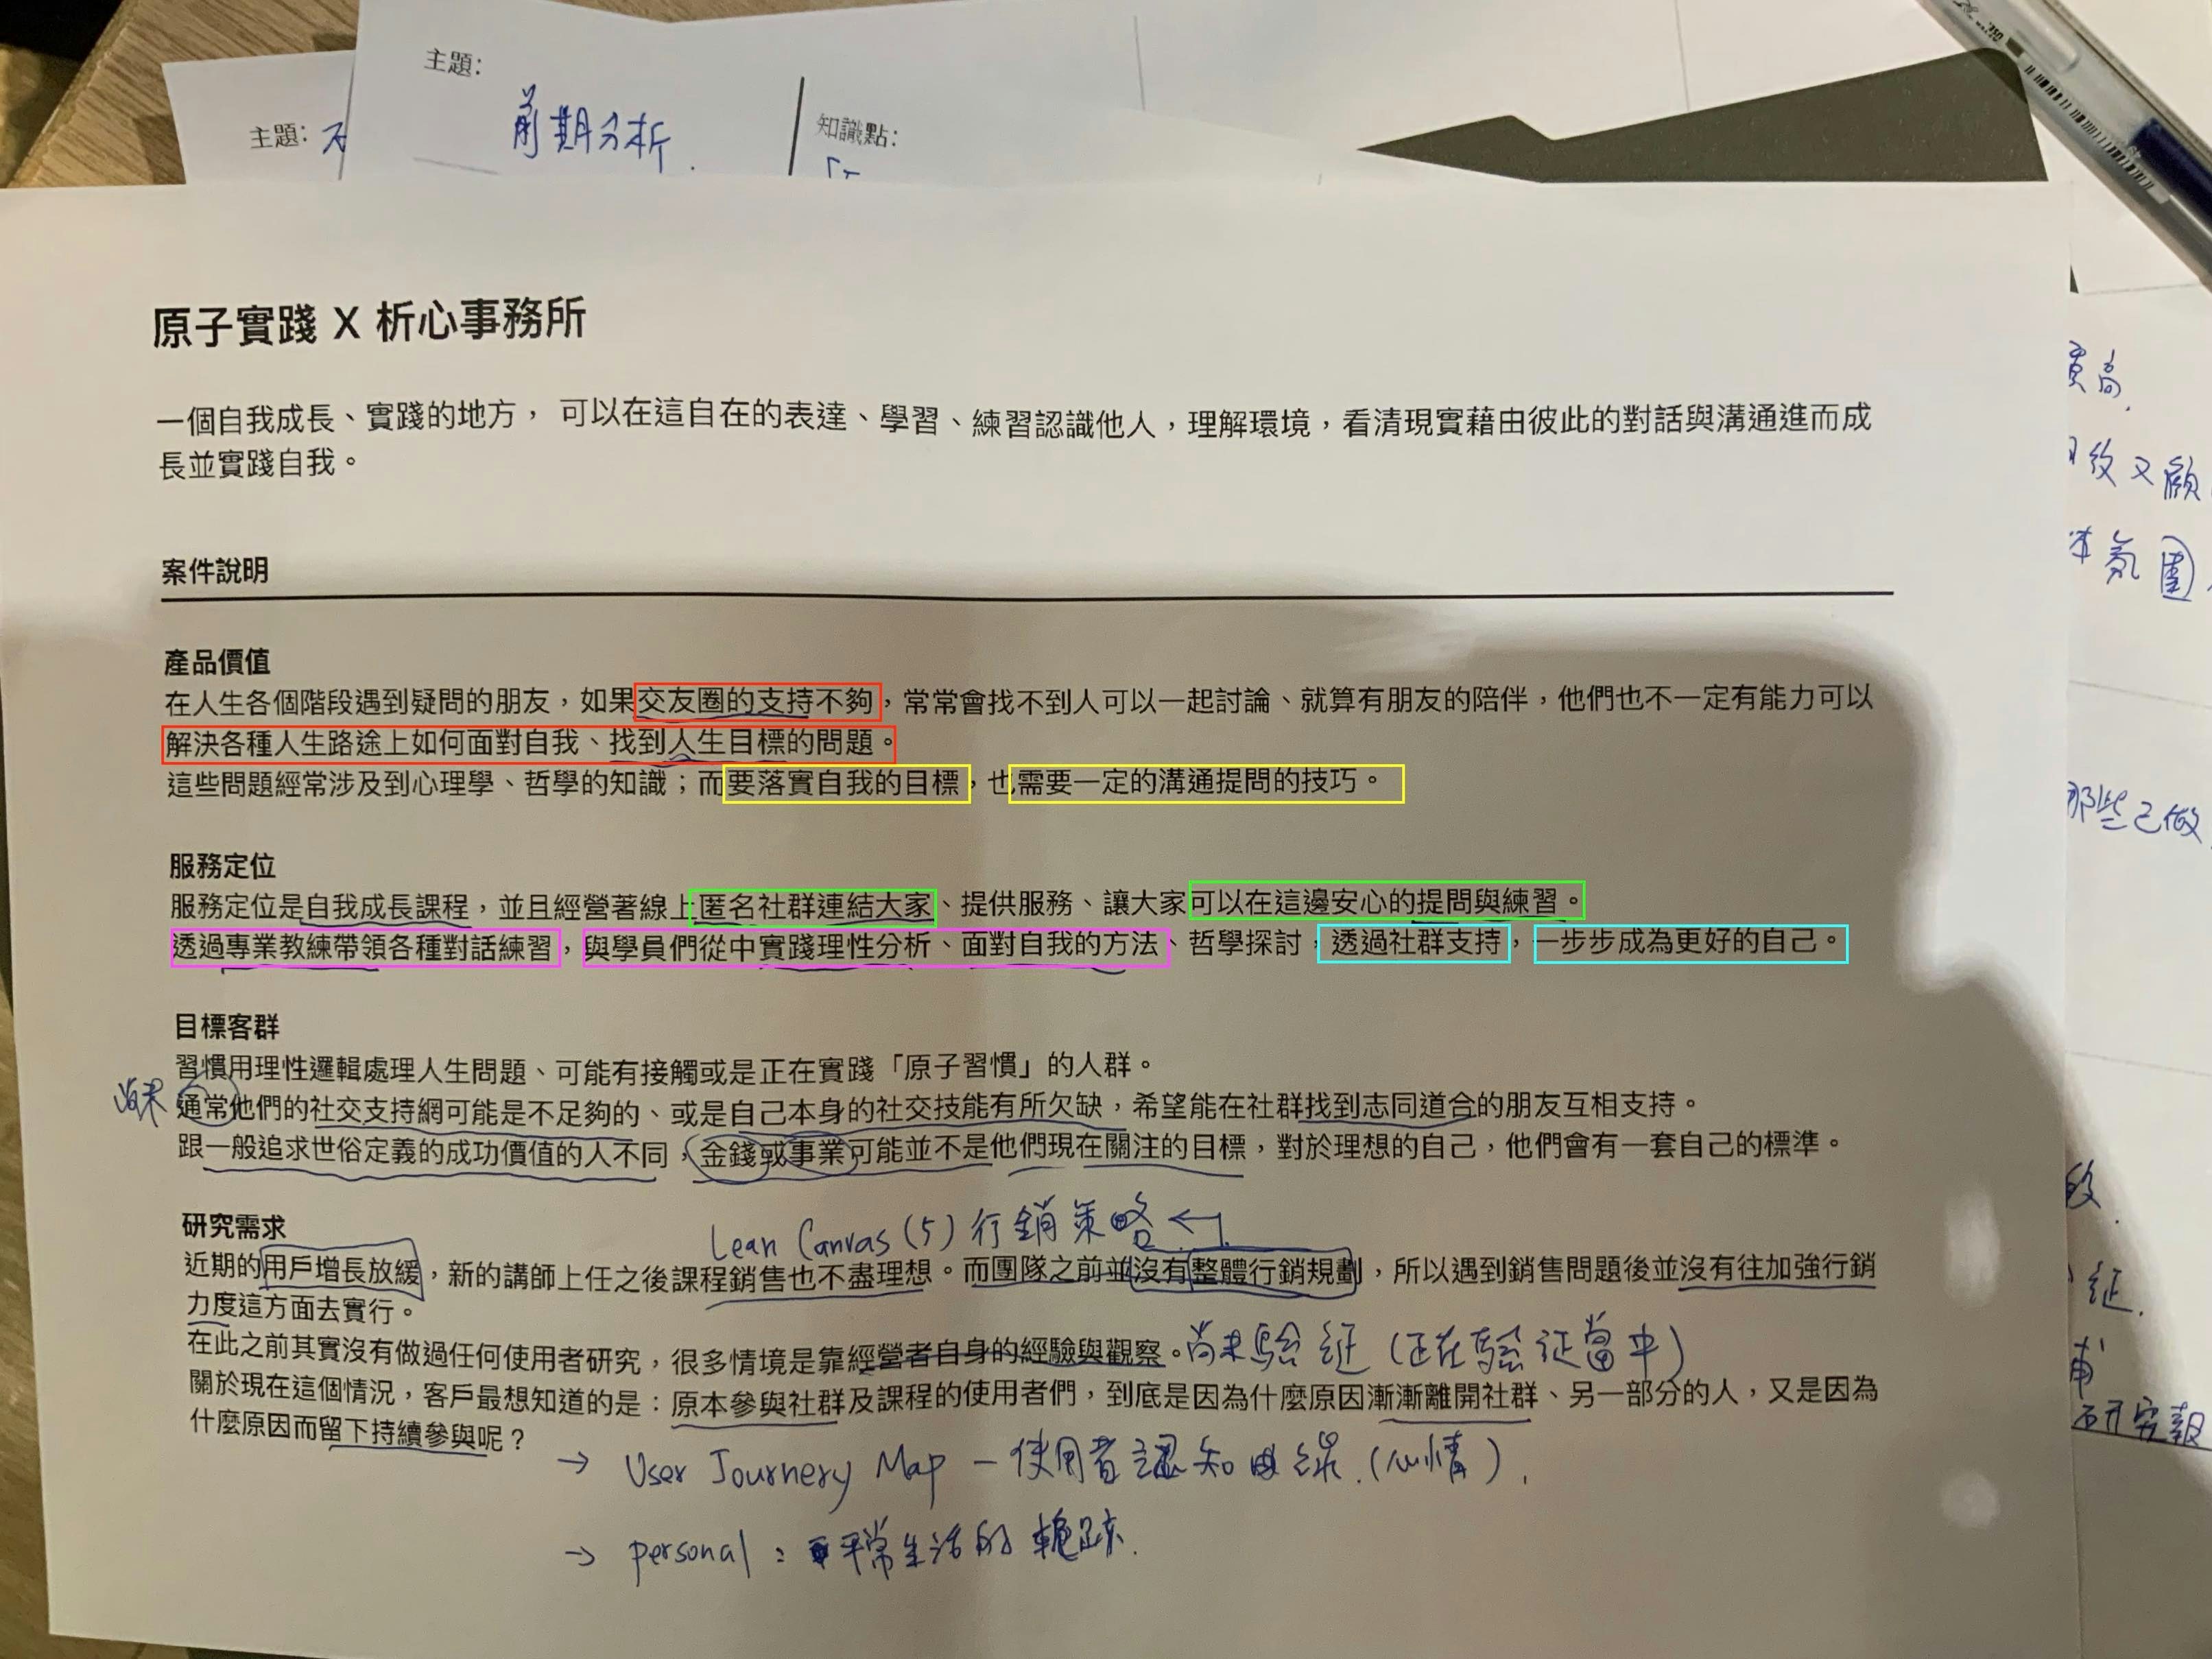 主題：
前期分析
知識點：
主題：不
原子實踐 X 析心事務所
一個自我成長、實踐的地方， 可以在這自在的表達、學習、練習認識他人，理解環境，看清現實藉由彼此的對話與溝通進而成
長並實踐自我。
案件說明
產品價值
在人生各個階段遇到疑問的朋友，如果交友圈的支持不夠，常常會找不到人可以一起討論、就算有朋友的陪伴，他們也不一定有能力可以
解決各種人生路途上如何面對自我、找到人生目標的問題。
這些問題經常涉及到心理學、哲學的知識；而要落實自我的目標，也需要一定的溝通提問的技巧。
服務定位
服務定位是自我成長課程，並且經營著線上匿名社群連結大家、提供服務、讓大家可以在這邊安心的提問與練習。
透過專業教練帶領各種對話練習，與學員們從中實踐理性分析、面對自我的方法、哲學探討，透過社群支持，一步步成為更好的自己。
目標客群
習慣用理性邏輯處理人生問題、可能有接觸或是正在實踐「原子習慣」的人群。
通常他們的社交支持網可能是不足夠的、或是自己本身的社交技能有所欠缺，希望能在社群找到志同道合的朋友互相支持。
跟一般追求世俗定義的成功價值的人不同，金錢或事業可能並不是他們現在關注的目標，對於理想的自己，他們會有一套自己的標準。
研究需求
Lean Canvas (5) 行銷策略
近期的用戶增長放緩，新的講師上任之後課程銷售也不盡理想。而團隊之前並沒有整體行銷規劃，所以遇到銷售問題後並沒有往加強行銷
力度這方面去實行。
在此之前其實沒有做過任何使用者研究，很多情境是靠經營者自身的經驗與觀察。尚未驗証 (正在驗証當中)
關於現在這個情況，客戶最想知道的是：原本參與社群及課程的使用者們，到底是因為什麼原因漸漸離開社群、另一部分的人，又是因為
什麼原因而留下持續參與呢？
→ User Journery Map - 使用者認知曲線.(心情).
→ personal : 平常生活的軌跡.
高.
又顧
氛圍
那些已做
証.
研究報